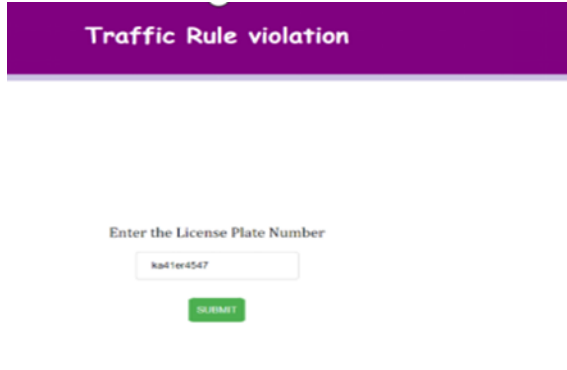 Traffic Rule violation
Enter the License Plate Number
ka41er4547
SUBMIT